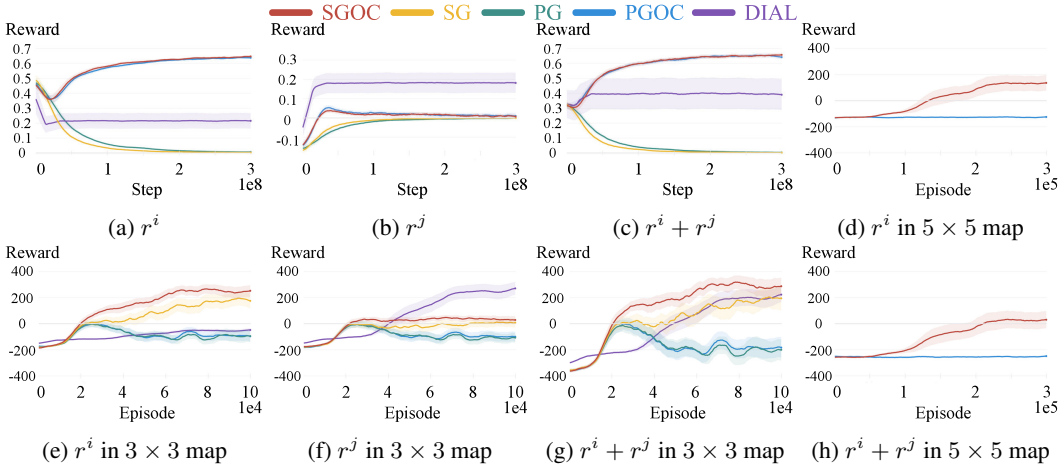 SGOC SG PG PGOC DIAL
Reward Reward Reward Reward
0.7
0.6
0.5
0.4
0.3
0.2
0.1
0
0 1 2 3
1e8
Step
(a) r^i
0.3
0.2
0.1
0
-0.1
0 1 2 3
1e8
Step
(b) r^j
0.7
0.6
0.5
0.4
0.3
0.2
0.1
0
0 1 2 3
1e8
Step
(c) r^i + r^j
400
200
0
-200
-400
0 1 2 3
1e5
Episode
(d) r^i in 5 × 5 map
Reward Reward Reward Reward
400
200
0
-200
-400
0 2 4 6 8 10
1e4
Episode
(e) r^i in 3 × 3 map
400
200
0
-200
-400
0 2 4 6 8 10
1e4
Episode
(f) r^j in 3 × 3 map
400
200
0
-200
-400
0 2 4 6 8 10
1e4
Episode
(g) r^i + r^j in 3 × 3 map
400
200
0
-200
-400
0 1 2 3
1e5
Episode
(h) r^i + r^j in 5 × 5 map